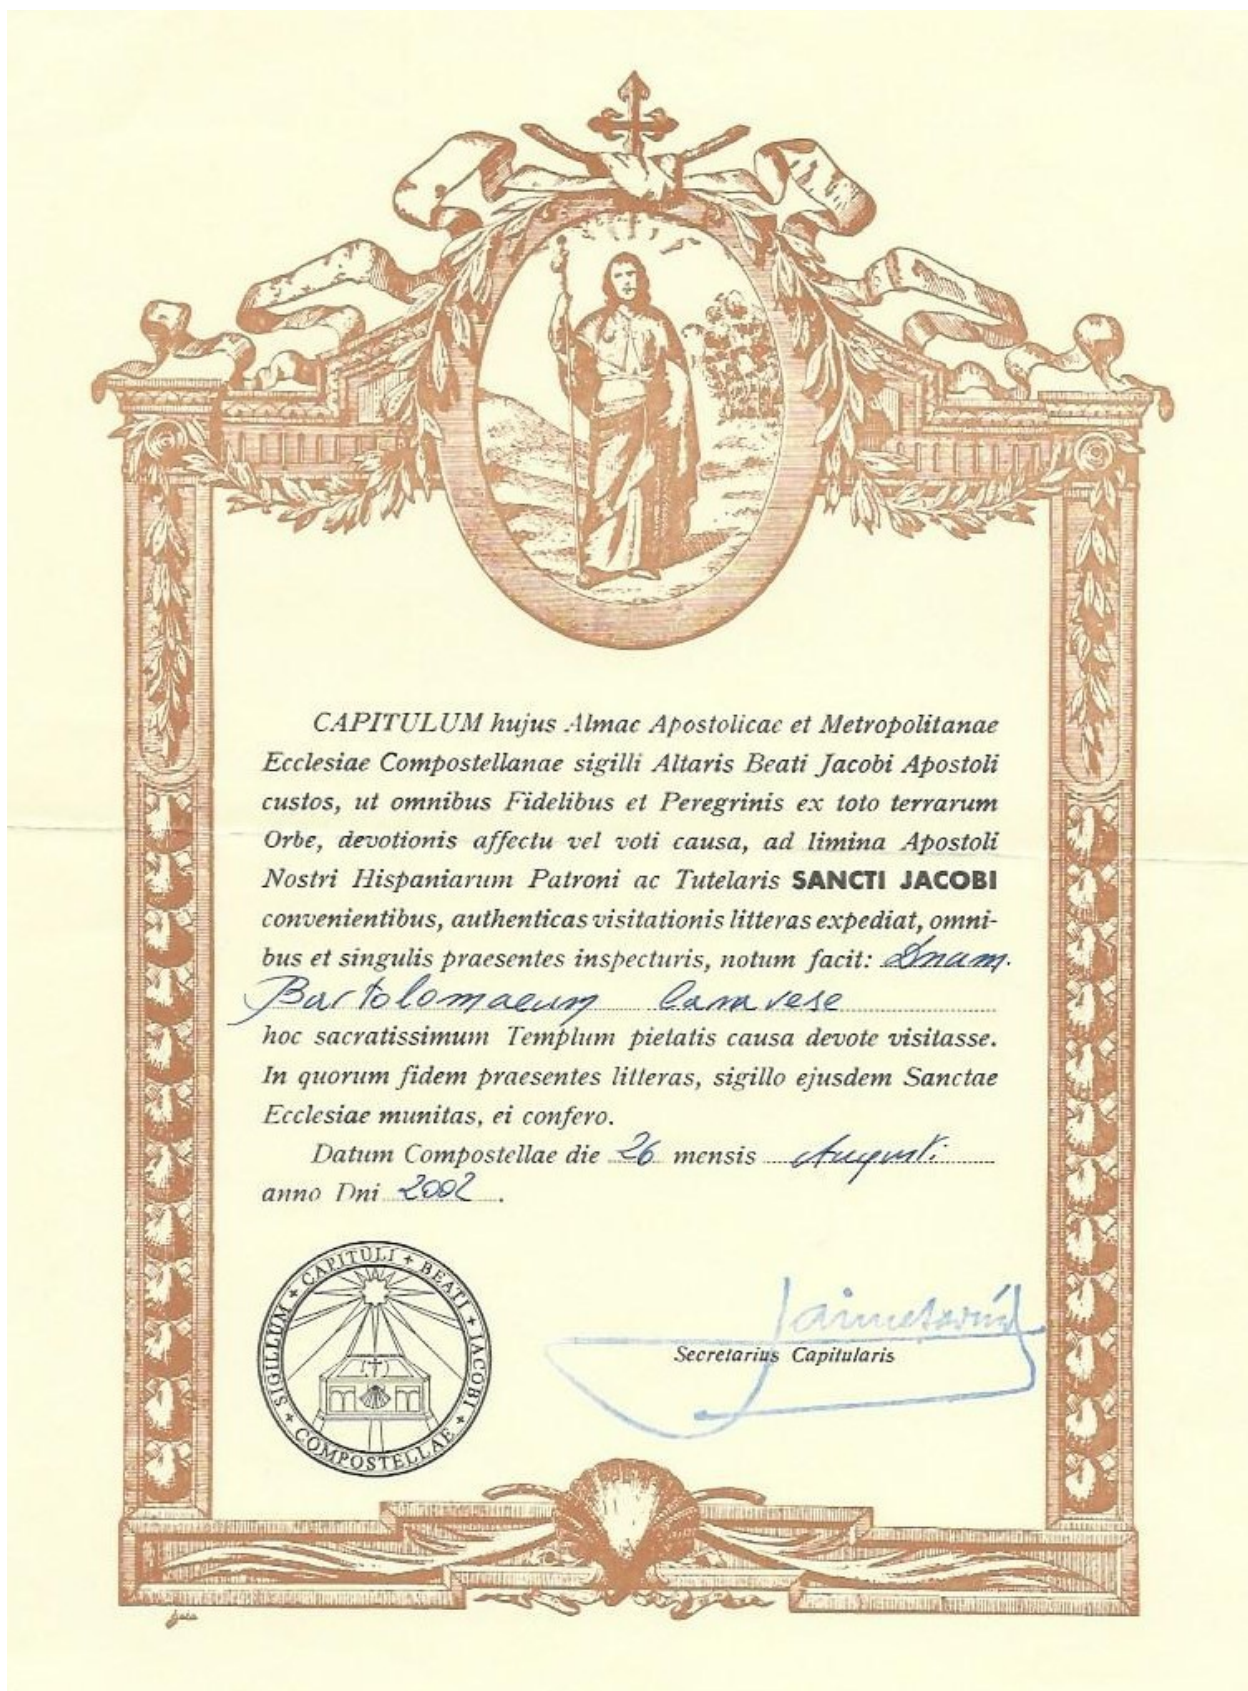 CAPITULUM hujus Almae Apostolicae et Metropolitanae
Ecclesiae Compostellanae sigilli Altaris Beati Jacobi Apostoli
custos, ut omnibus Fidelibus et Peregrinis ex toto terrarum
Orbe, devotionis affectu vel voti causa, ad limina Apostoli
Nostri Hispaniarum Patroni ac Tutelaris SANCTI JACOBI
convenientibus, authenticas visitationis litteras expediat, omni-
bus et singulis praesentes inspecturis, notum facit: Dnum.
Bartolomaeum Canavese
hoc sacratissimum Templum pietatis causa devote visitasse.
In quorum fidem praesentes litteras, sigillo ejusdem Sanctae
Ecclesiae munitas, ei confero.
Datum Compostellae die 26 mensis Augusti
anno Dni 2002 .
SIGILLUM + CAPITULI + BEATI + IACOBI + COMPOSTELLAE +
Secretarius Capitularis